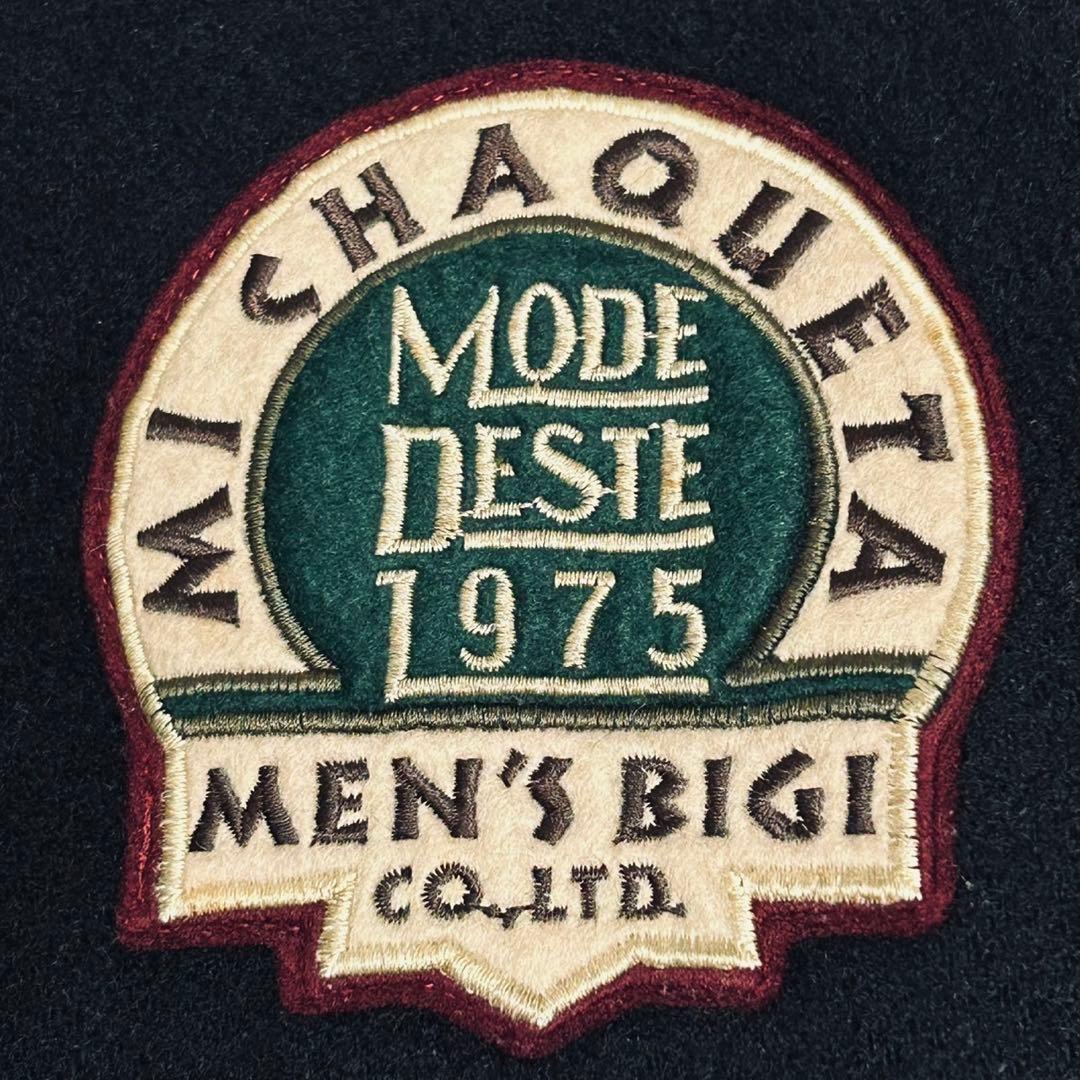 MI CHAQUETA
MODE
DESTE
1975
MEN'S BIGI
CO.,LTD.